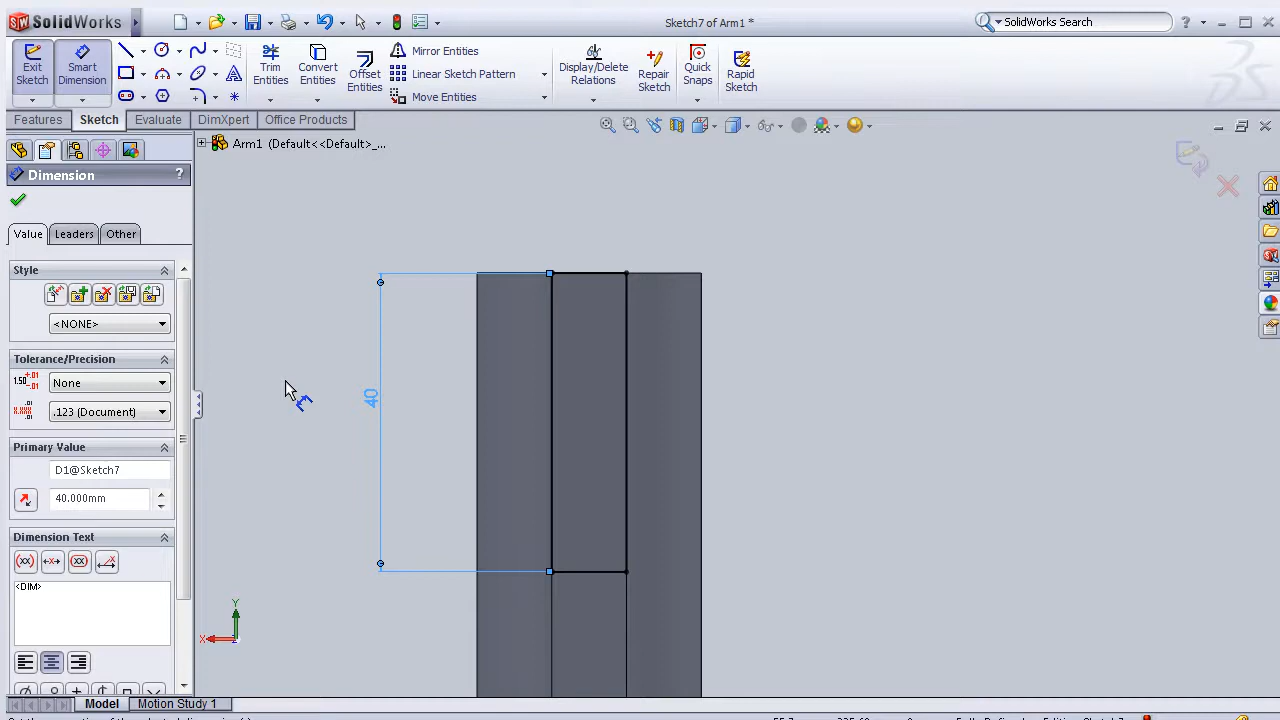 SolidWorks
Sketch7 of Arm1 *
SolidWorks Search
Exit Sketch
Smart Dimension
Trim Entities
Convert Entities
Offset Entities
Mirror Entities
Linear Sketch Pattern
Move Entities
Display/Delete Relations
Repair Sketch
Quick Snaps
Rapid Sketch
Features
Sketch
Evaluate
DimXpert
Office Products
Arm1 (Default<<Default>_...
Dimension
?
Value
Leaders
Other
Style
<NONE>
Tolerance/Precision
None
.123 (Document)
Primary Value
D1@Sketch7
40.000mm
Dimension Text
<DIM>
40
Y
X
Model
Motion Study 1